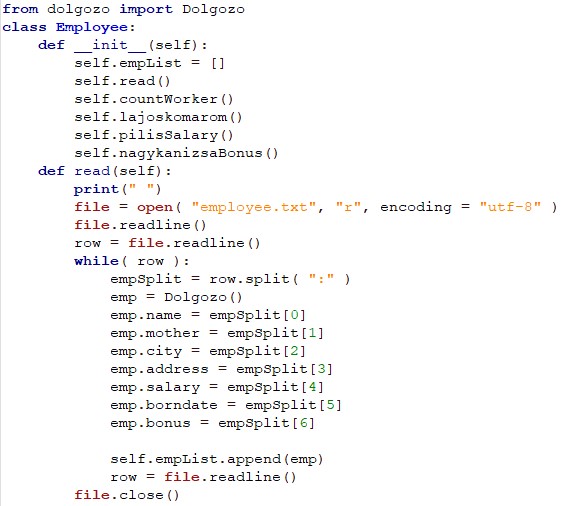 from dolgozo import Dolgozo
class Employee:
    def __init__(self):
        self.empList = []
        self.read()
        self.countWorker()
        self.lajoskomarom()
        self.pilisSalary()
        self.nagykanizsaBonus()
    def read(self):
        print(" ")
        file = open( "employee.txt", "r", encoding = "utf-8" )
        file.readline()
        row = file.readline()
        while( row ):
            empSplit = row.split( ":" )
            emp = Dolgozo()
            emp.name = empSplit[0]
            emp.mother = empSplit[1]
            emp.city = empSplit[2]
            emp.address = empSplit[3]
            emp.salary = empSplit[4]
            emp.borndate = empSplit[5]
            emp.bonus = empSplit[6]

            self.empList.append(emp)
            row = file.readline()
        file.close()